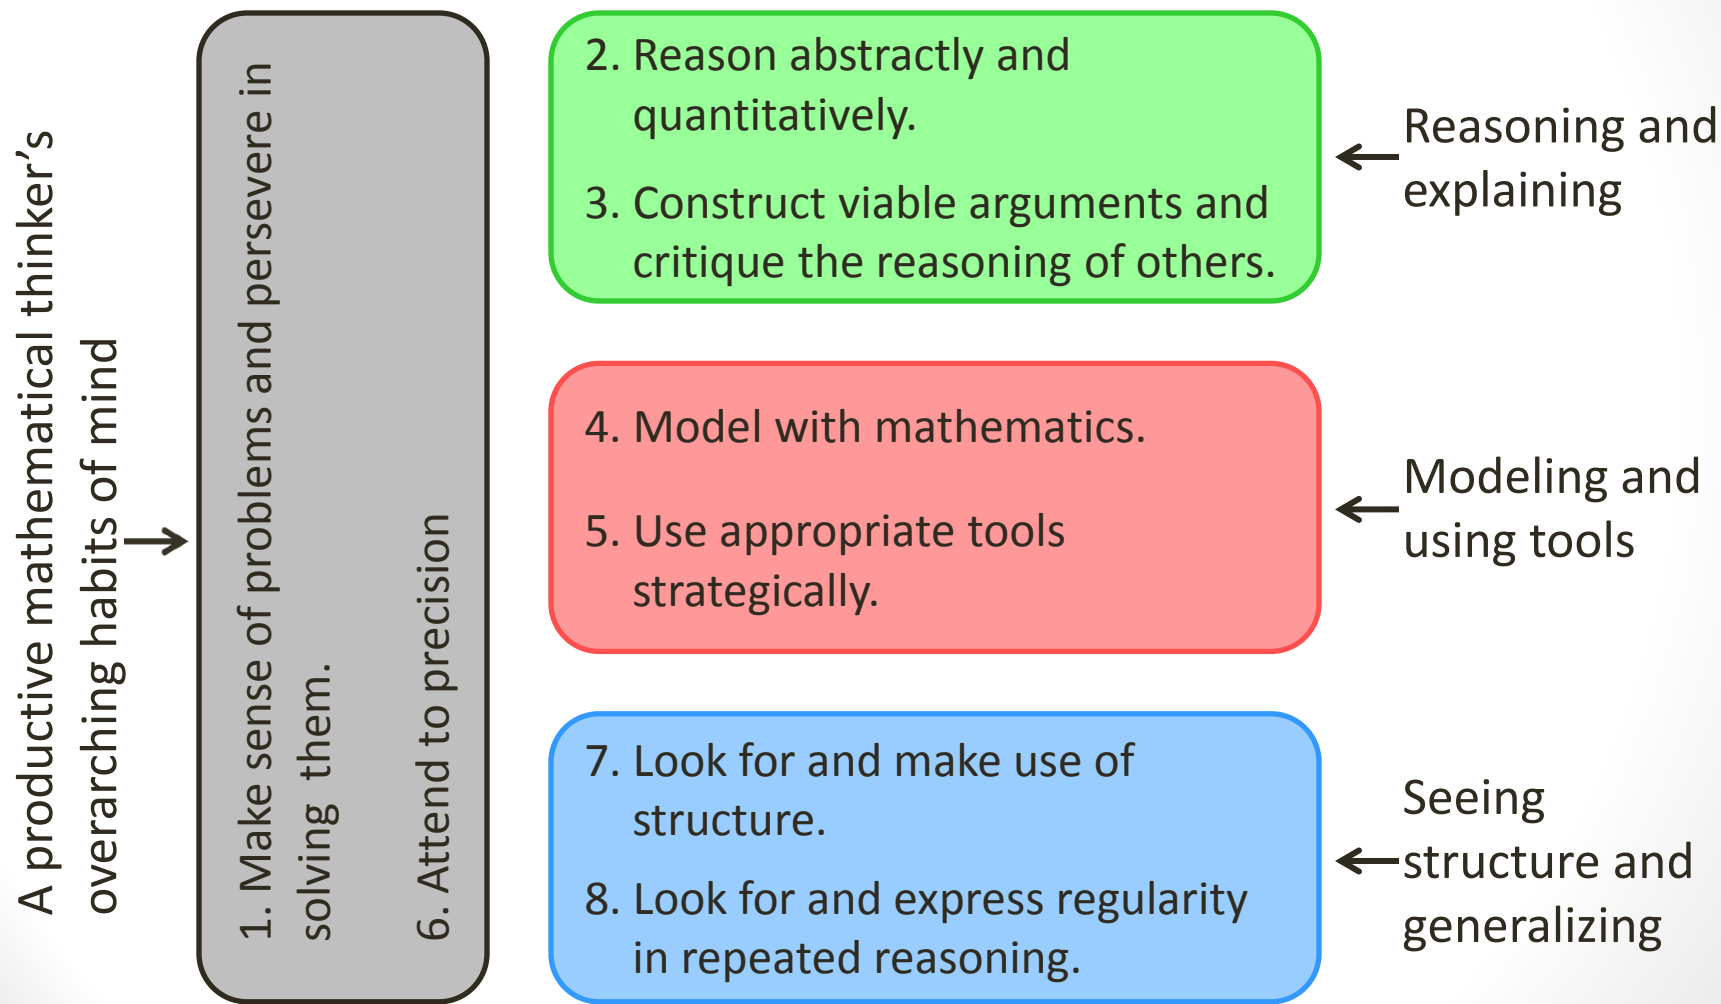 A productive mathematical thinker’s
overarching habits of mind
1. Make sense of problems and persevere in
solving them.
6. Attend to precision
2. Reason abstractly and
quantitatively.
3. Construct viable arguments and
critique the reasoning of others.
Reasoning and
explaining
4. Model with mathematics.
5. Use appropriate tools
strategically.
Modeling and
using tools
7. Look for and make use of
structure.
8. Look for and express regularity
in repeated reasoning.
Seeing
structure and
generalizing